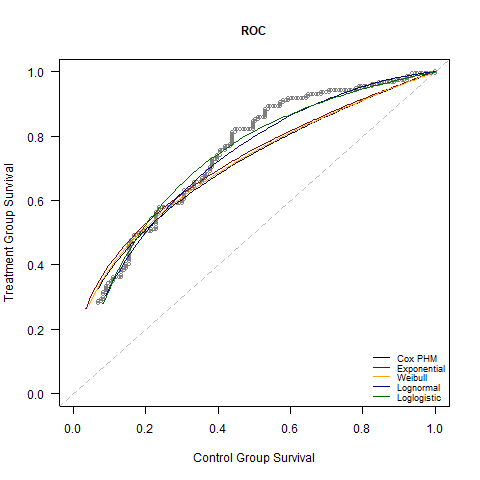 ROC
Treatment Group Survival
1.0
0.8
0.6
0.4
0.2
0.0
Cox PHM
Exponential
Weibull
Lognormal
Loglogistic
0.0 0.2 0.4 0.6 0.8 1.0
Control Group Survival